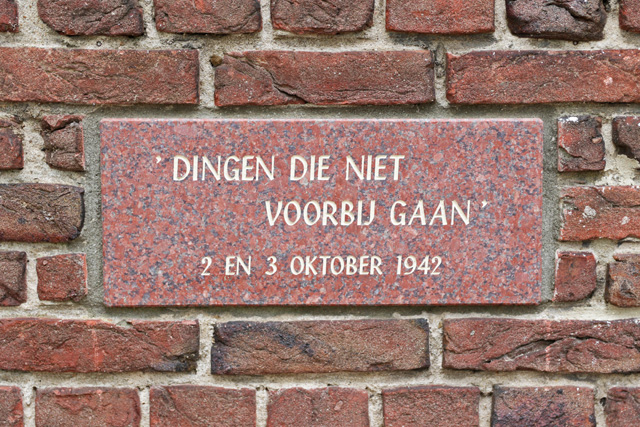 'DINGEN DIE NIET
VOORBIJ GAAN'
2 EN 3 OKTOBER 1942